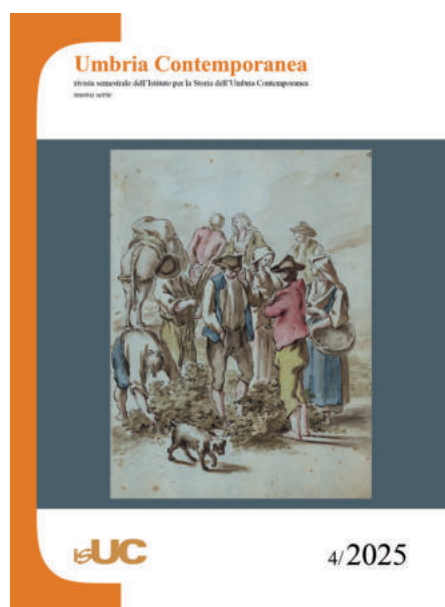 Umbria Contemporanea
rivista semestrale dell'Istituto per la Storia dell'Umbria Contemporanea
nuova serie
isUC
4/2025